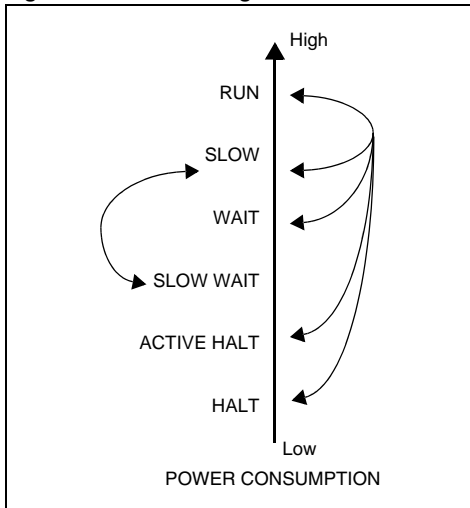 High
RUN
SLOW
WAIT
SLOW WAIT
ACTIVE HALT
HALT
Low
POWER CONSUMPTION